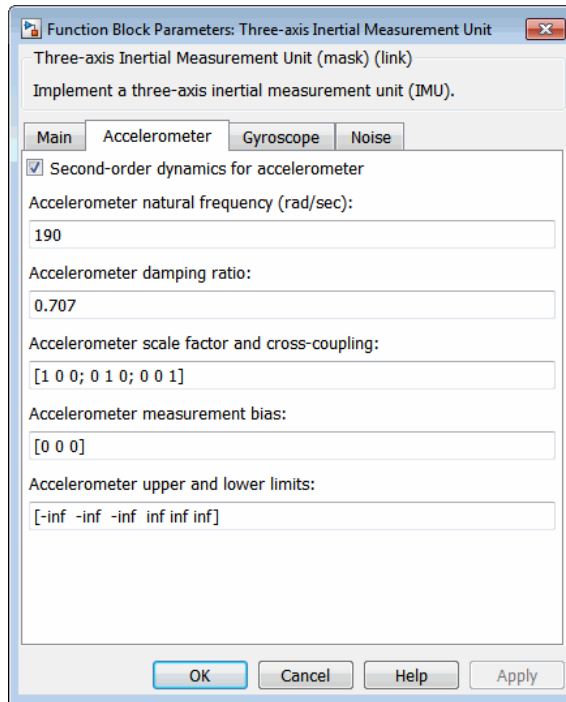 Function Block Parameters: Three-axis Inertial Measurement Unit
Three-axis Inertial Measurement Unit (mask) (link)
Implement a three-axis inertial measurement unit (IMU).
Main Accelerometer Gyroscope Noise
Second-order dynamics for accelerometer
Accelerometer natural frequency (rad/sec):
190
Accelerometer damping ratio:
0.707
Accelerometer scale factor and cross-coupling:
[1 0 0; 0 1 0; 0 0 1]
Accelerometer measurement bias:
[0 0 0]
Accelerometer upper and lower limits:
[-inf -inf -inf inf inf inf]
OK Cancel Help Apply